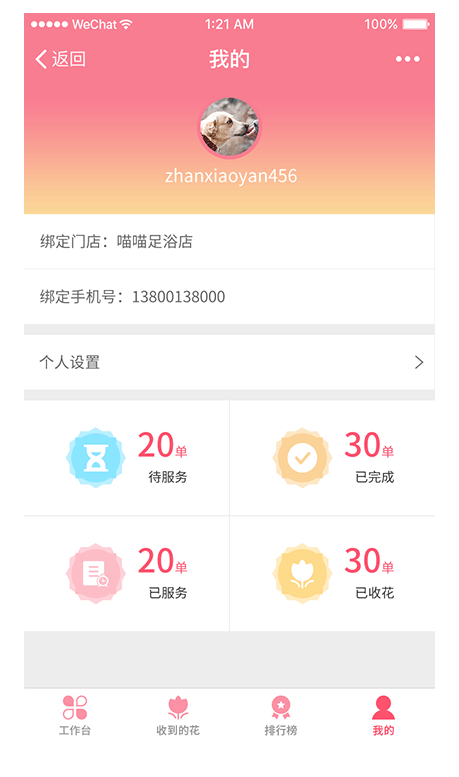 WeChat 1:21 AM 100%
返回 我的
zhanxiaoyan456
绑定门店：喵喵足浴店
绑定手机号：13800138000
个人设置
20单 30单
待服务 已完成
20单 30单
已服务 已收花
工作台 收到的花 排行榜 我的